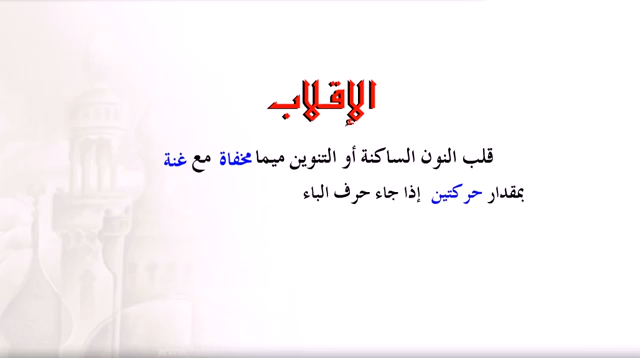 الإقلاب
قلب النون الساكنة أو التنوين ميما مخفاة مع غنة
بمقدار حركتين إذا جاء حرف الباء